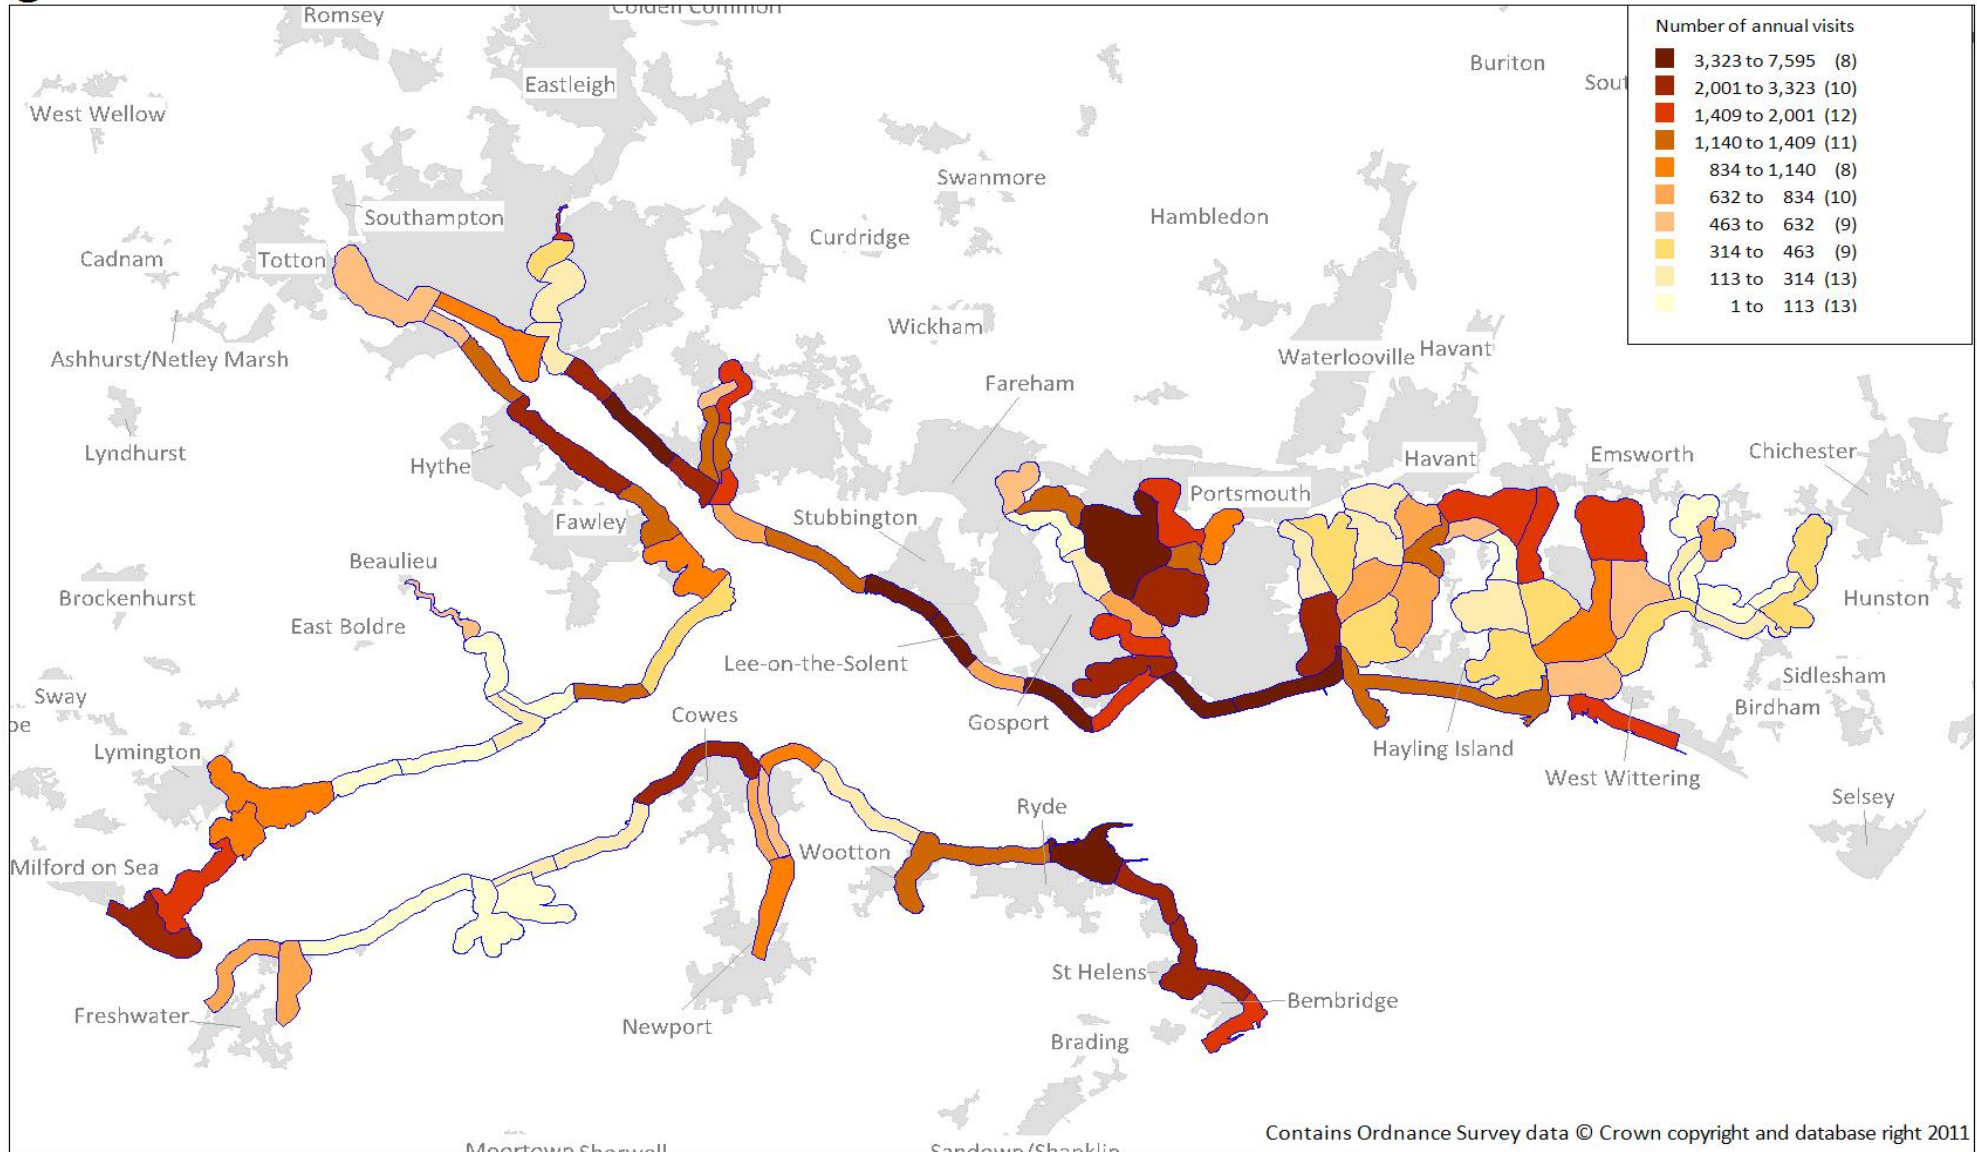 Romsey
Colden Common
Eastleigh
Buriton
Sout
West Wellow
Number of annual visits
3,323 to 7,595 (8)
2,001 to 3,323 (10)
1,409 to 2,001 (12)
1,140 to 1,409 (11)
834 to 1,140 (8)
632 to 834 (10)
463 to 632 (9)
314 to 463 (9)
113 to 314 (13)
1 to 113 (13)
Swanmore
Southampton
Hambledon
Curdridge
Cadnam
Totton
Wickham
Ashhurst/Netley Marsh
Waterlooville
Havant
Fareham
Lyndhurst
Hythe
Havant
Emsworth
Chichester
Portsmouth
Fawley
Stubbington
Beaulieu
Brockenhurst
Hunston
East Boldre
Lee-on-the-Solent
Sidlesham
Sway
Birdham
pe
Cowes
Gosport
Lymington
Hayling Island
West Wittering
Ryde
Selsey
Milford on Sea
Wootton
St Helens
Bembridge
Freshwater
Newport
Brading
Contains Ordnance Survey data © Crown copyright and database right 2011
Sandown/Shanklin